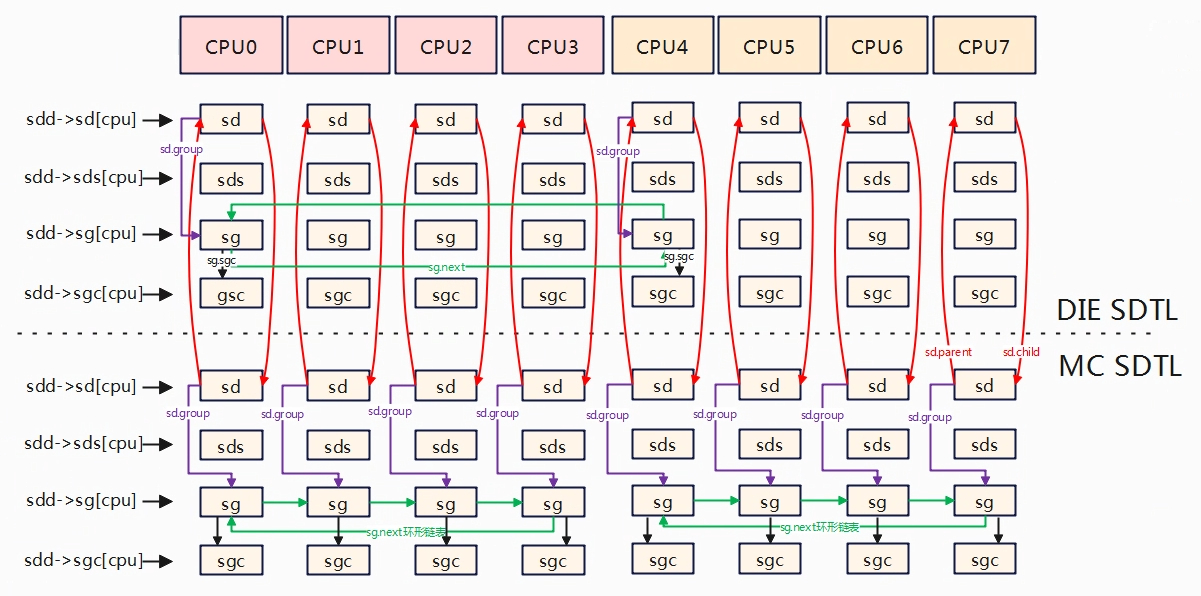 CPU0 CPU1 CPU2 CPU3 CPU4 CPU5 CPU6 CPU7
sdd->sd[cpu] sd sd sd sd sd sd sd sd
sd.group sd.group
sdd->sds[cpu] sds sds sds sds sds sds sds sds
sdd->sg[cpu] sg sg sg sg sg sg sg sg
sg.sgc sg.next sg.sgc
sdd->sgc[cpu] gsc sgc sgc sgc sgc sgc sgc sgc
DIE SDTL
sd.parent sd.child
MC SDTL
sdd->sd[cpu] sd sd sd sd sd sd sd sd
sd.group sd.group sd.group sd.group sd.group sd.group sd.group sd.group
sdd->sds[cpu] sds sds sds sds sds sds sds sds
sdd->sg[cpu] sg sg sg sg sg sg sg sg
sg.next环形链表 sg.next环形链表
sdd->sgc[cpu] sgc sgc sgc sgc sgc sgc sgc sgc